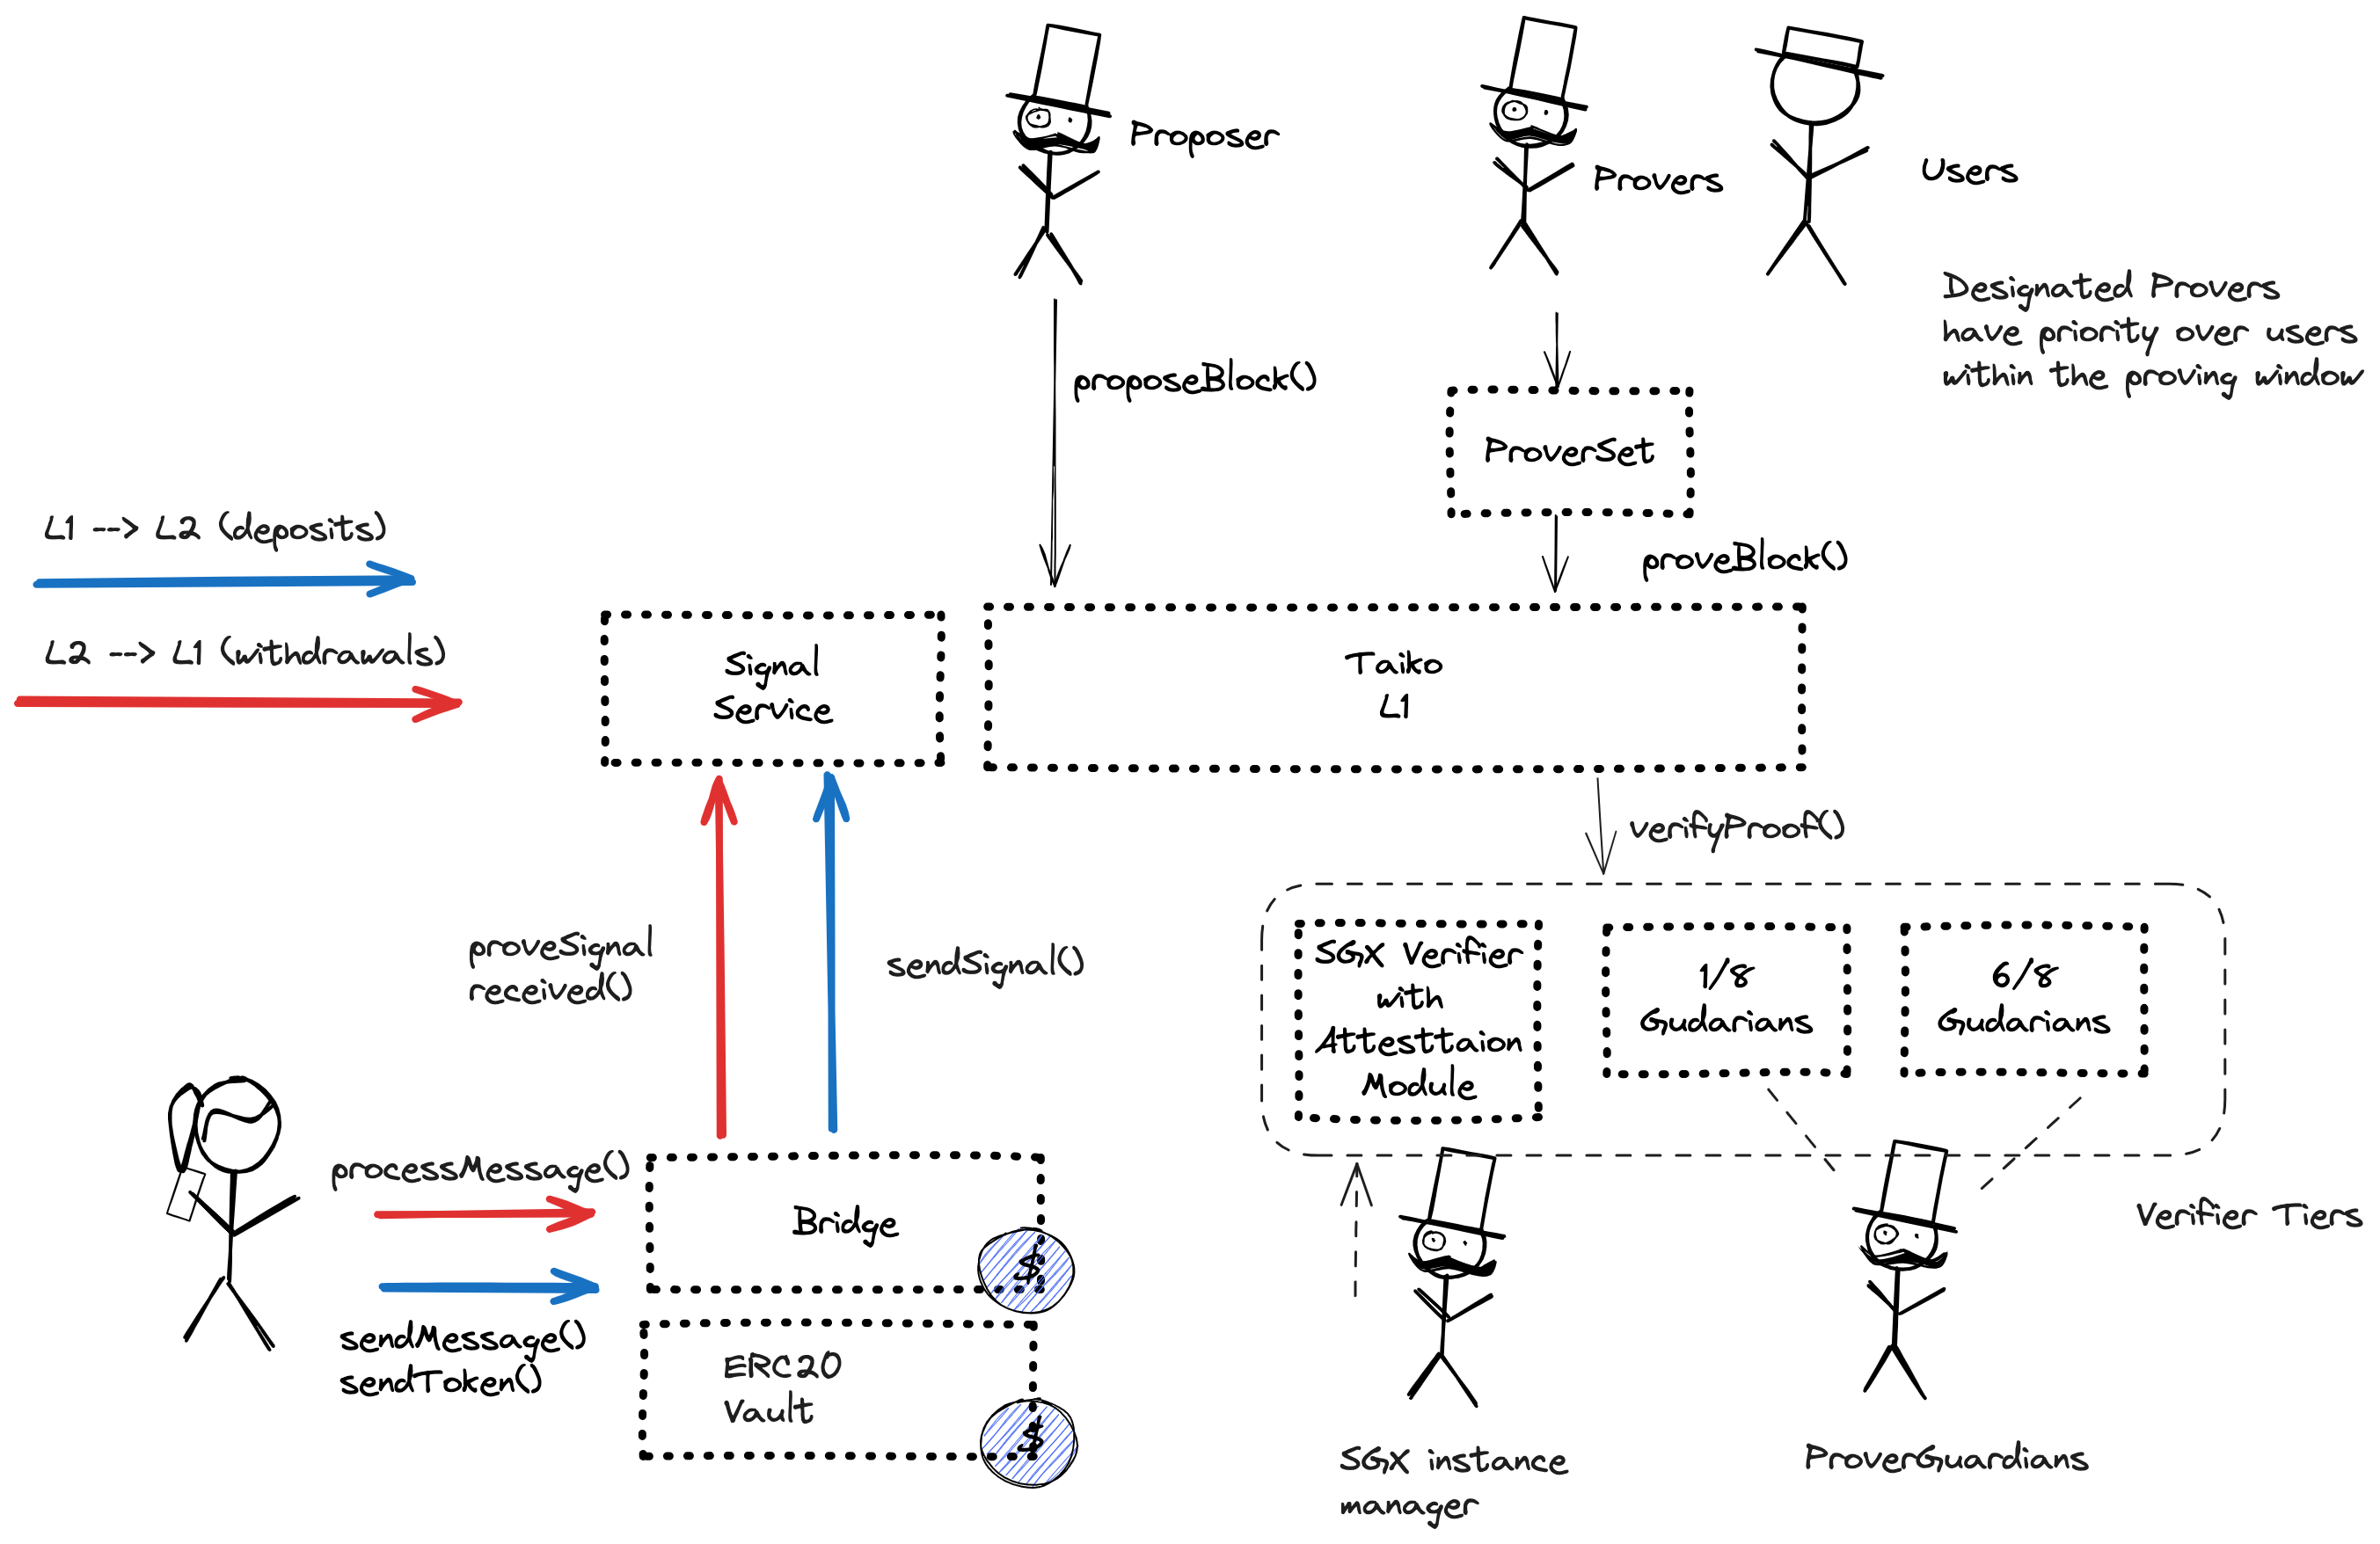 Proposer
Provers
Users
Designated Provers
have priority over users
within the proving window
proposeBlock()
ProverSet
L1 --> L2 (deposits)
proveBlock()
L2 --> L1 (withdrawals)
Signal
Service
Taiko
L1
verifyProof()
proveSignal
received()
sendSignal()
SGX Verifier
with
Attesttaion
Module
1/8
Gudarians
6/8
Gudarians
processMessage()
Bridge
$
sendMessage()
sendToken()
ERC20
Vault
$
Verifier Tiers
SGX instance
manager
ProverGuardians